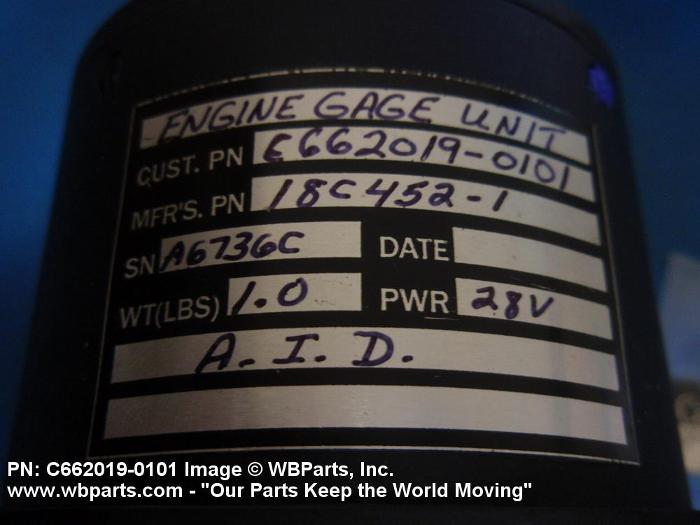 ENGINE GAGE UNIT
CUST. PN C662019-0101
MFR'S. PN 18C452-1
SN A6736C DATE
WT(LBS) 1.0 PWR 28V
A.I.D.
PN: C662019-0101 Image © WBParts, Inc.
www.wbparts.com - "Our Parts Keep the World Moving"